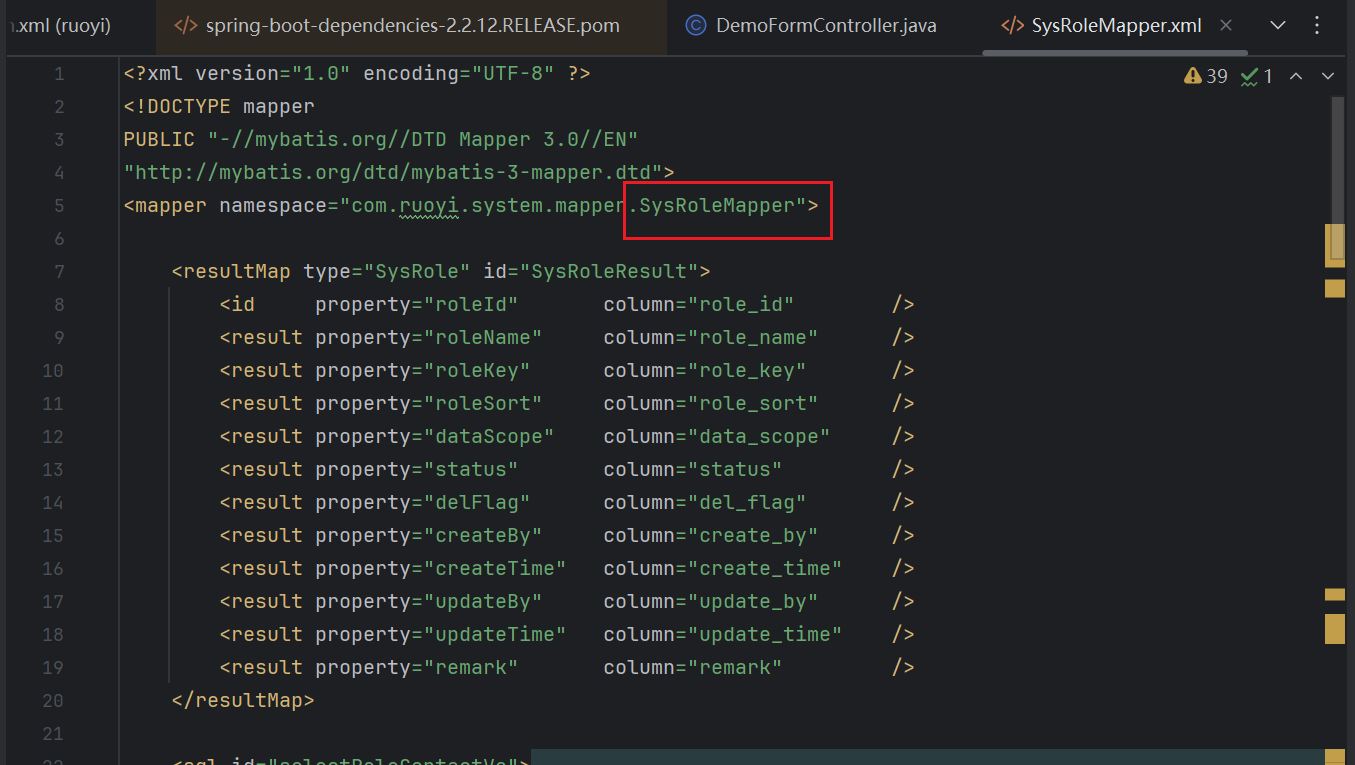 .xml (ruoyi) </> spring-boot-dependencies-2.2.12.RELEASE.pom © DemoFormController.java </> SysRoleMapper.xml ×
39 1
1 <?xml version="1.0" encoding="UTF-8" ?>
2 <!DOCTYPE mapper
3 PUBLIC "-//mybatis.org//DTD Mapper 3.0//EN"
4 "http://mybatis.org/dtd/mybatis-3-mapper.dtd">
5 <mapper namespace="com.ruoyi.system.mapper.SysRoleMapper">
6
7 <resultMap type="SysRole" id="SysRoleResult">
8 <id property="roleId" column="role_id" />
9 <result property="roleName" column="role_name" />
10 <result property="roleKey" column="role_key" />
11 <result property="roleSort" column="role_sort" />
12 <result property="dataScope" column="data_scope" />
13 <result property="status" column="status" />
14 <result property="delFlag" column="del_flag" />
15 <result property="createBy" column="create_by" />
16 <result property="createTime" column="create_time" />
17 <result property="updateBy" column="update_by" />
18 <result property="updateTime" column="update_time" />
19 <result property="remark" column="remark" />
20 </resultMap>
21
22 <sql id="selectRoleContactVo">